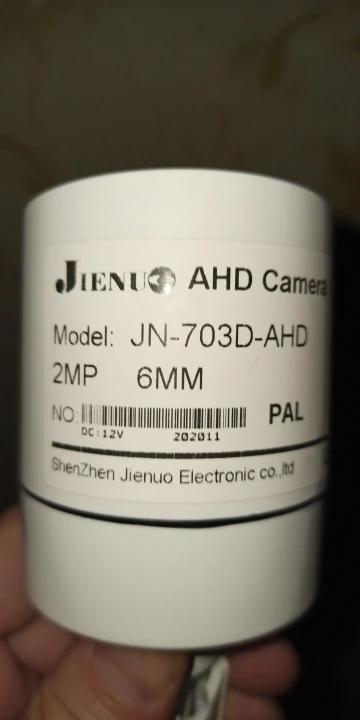 JIENUO AHD Camera
Model: JN-703D-AHD
2MP 6MM
NO: PAL
DC:12V 202011
ShenZhen Jienuo Electronic co.,ltd